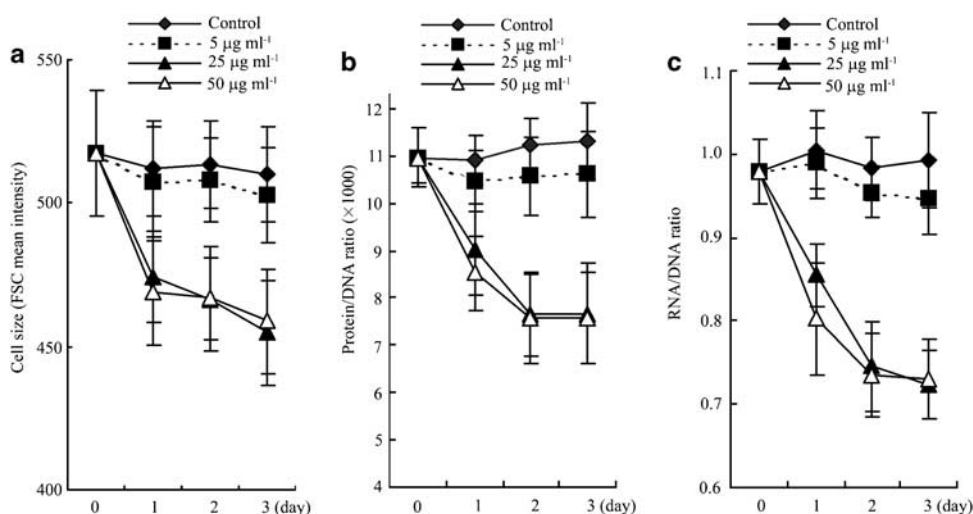 a
Control
5 µg ml⁻¹
25 µg ml⁻¹
50 µg ml⁻¹
Cell size (FSC mean intensity)
550
500
450
400
0 1 2 3 (day)
b
Control
5 µg ml⁻¹
25 µg ml⁻¹
50 µg ml⁻¹
Protein/DNA ratio (×1000)
12
11
10
9
8
7
6
5
4
0 1 2 3 (day)
c
Control
5 µg ml⁻¹
25 µg ml⁻¹
50 µg ml⁻¹
RNA/DNA ratio
1.1
1.0
0.9
0.8
0.7
0.6
0 1 2 3 (day)